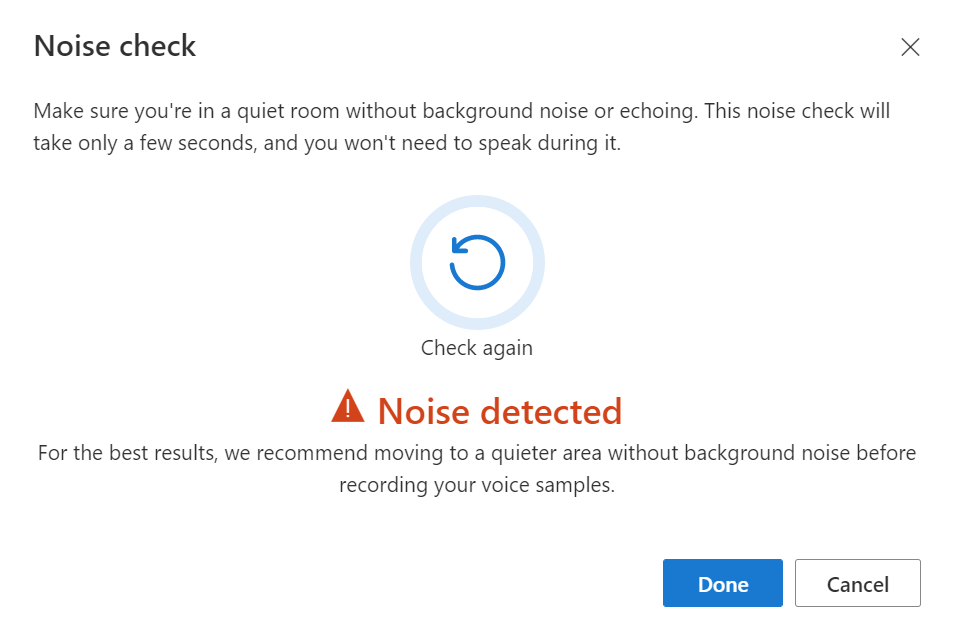 Noise check
Make sure you're in a quiet room without background noise or echoing. This noise check will
take only a few seconds, and you won't need to speak during it.
Check again
Noise detected
For the best results, we recommend moving to a quieter area without background noise before
recording your voice samples.
Done
Cancel